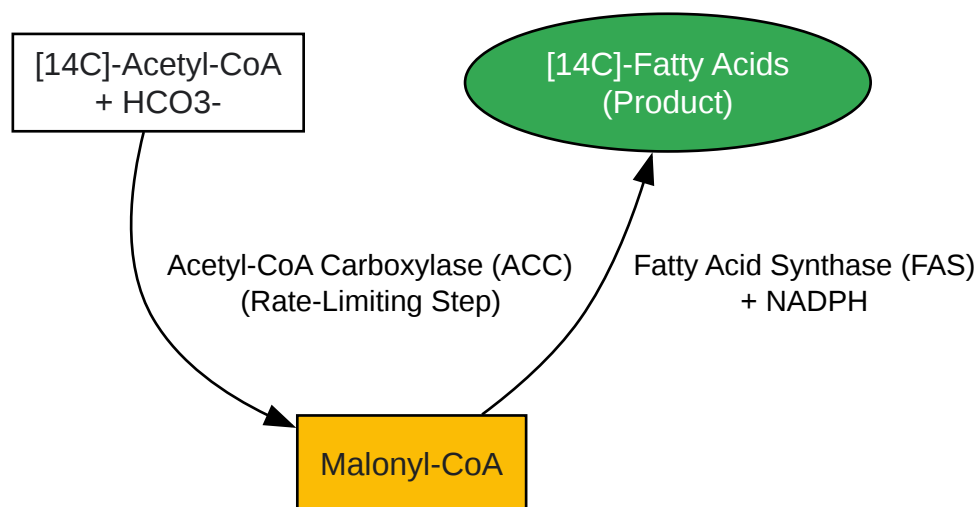 [14C]-Acetyl-CoA
+ HCO3-
[14C]-Fatty Acids
(Product)
Acetyl-CoA Carboxylase (ACC)
(Rate-Limiting Step)
Fatty Acid Synthase (FAS)
+ NADPH
Malonyl-CoA